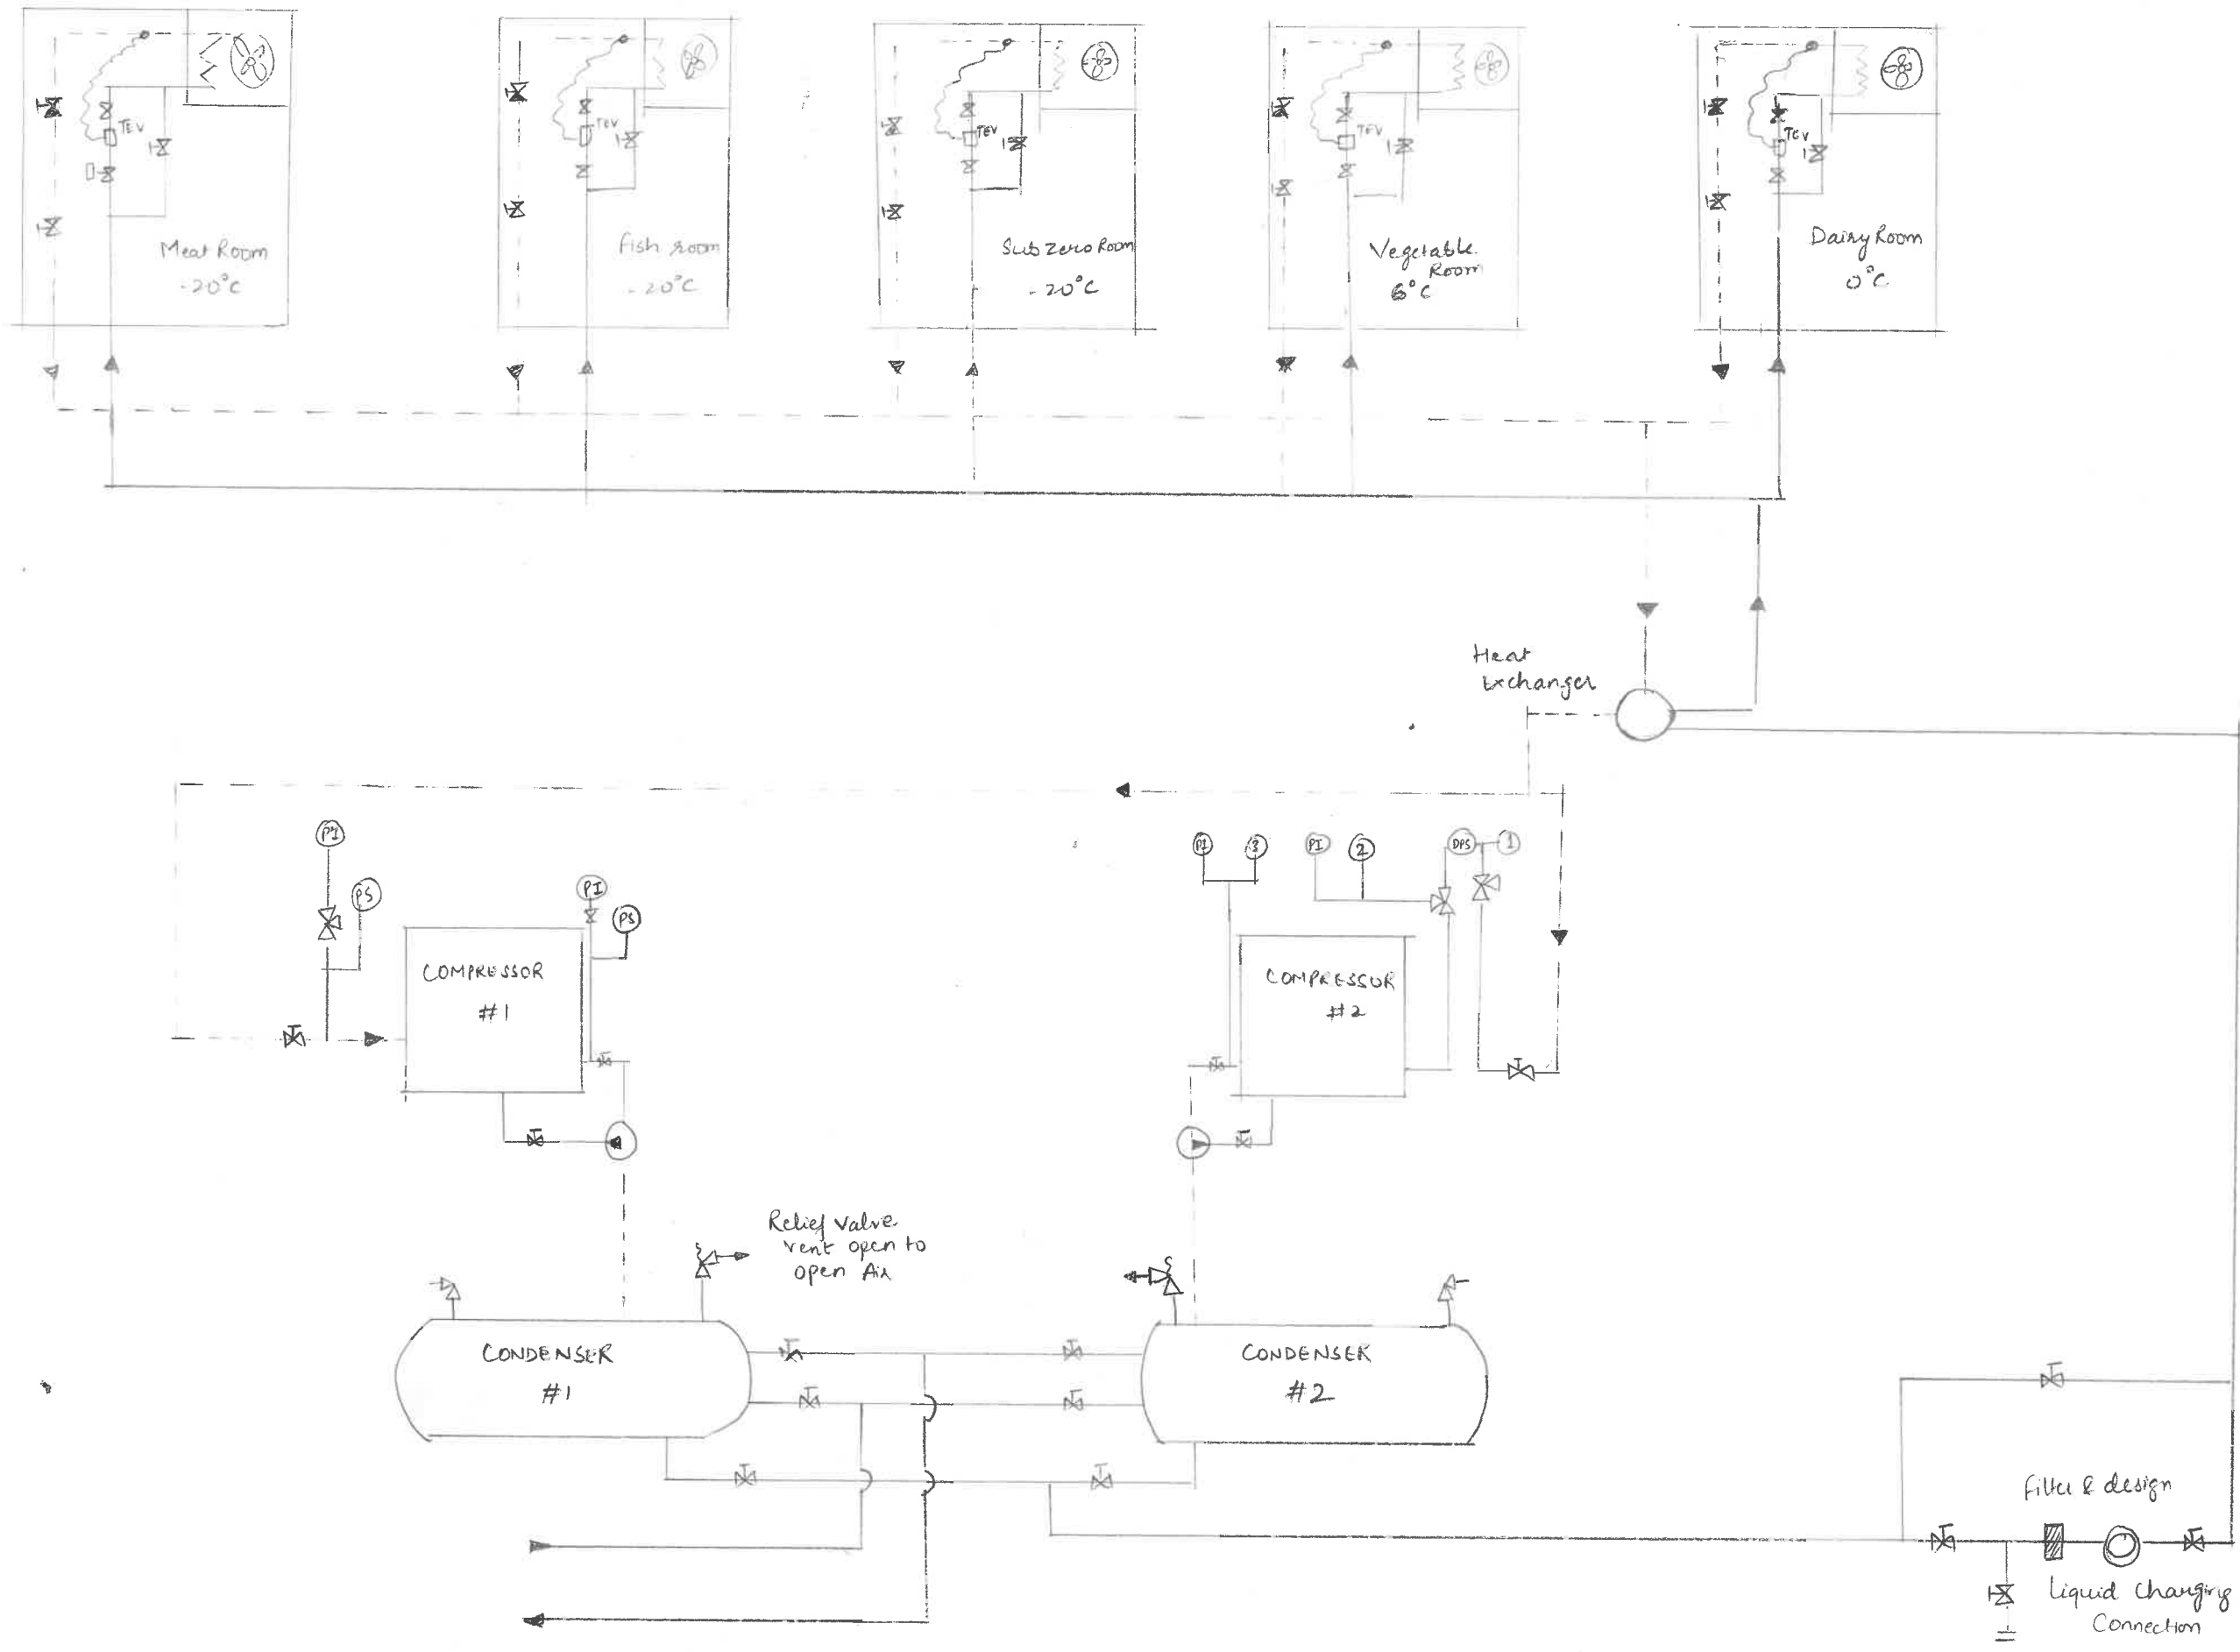 TEV
TEV
TEV
TEV
TEV
Meat Room
-20°C
fish room
-20°C
Sub zero Room
-20°C
Vegetable
Room
6°C
Dairy Room
0°C
Heat
Exchanger
PI
PS
PI
PS
PI
3
PI
2
DPS
1
COMPRESSOR
#1
COMPRESSOR
#2
Relief valve
vent open to
open Air
CONDENSER
#1
CONDENSER
#2
filter & design
liquid charging
Connection